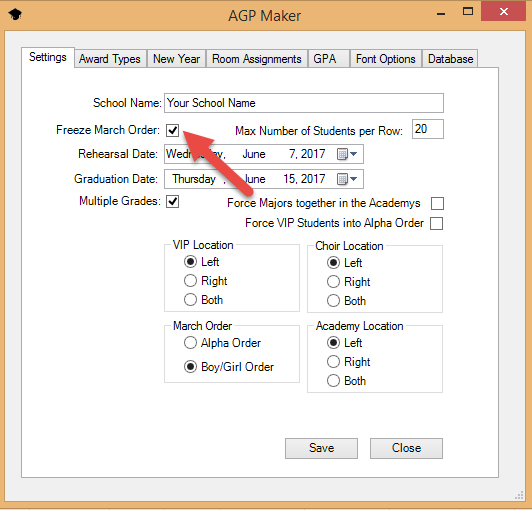 AGP Maker
Settings Award Types New Year Room Assignments GPA Font Options Database
School Name: Your School Name
Freeze March Order: Max Number of Students per Row: 20
Rehearsal Date: Wednesday, June 7, 2017
Graduation Date: Thursday , June 15, 2017
Multiple Grades: Force Majors together in the Academys
Force VIP Students into Alpha Order
VIP Location Choir Location
Left Left
Right Right
Both Both
March Order Academy Location
Alpha Order Left
Boy/Girl Order Right
Both
Save Close